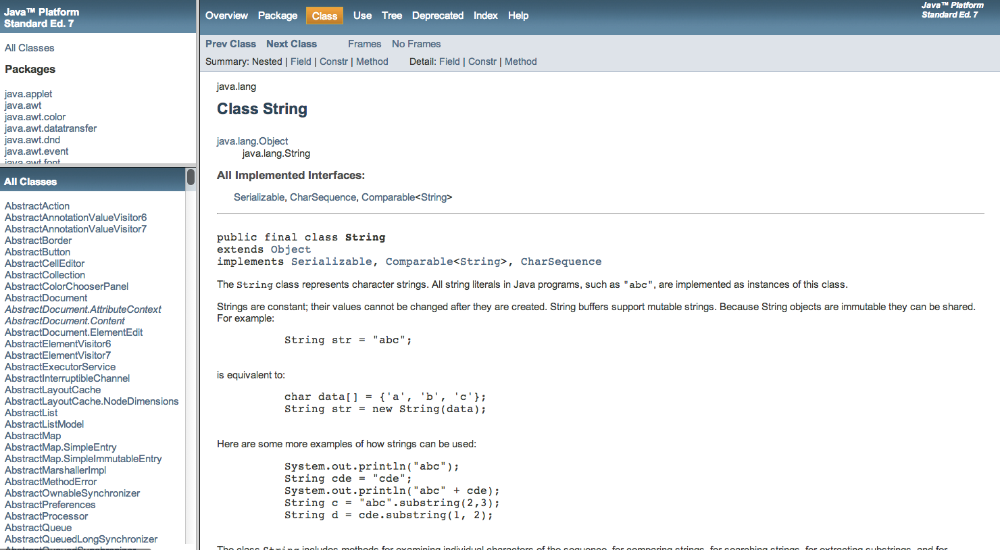 Java™ Platform
Standard Ed. 7
All Classes
Packages
java.applet
java.awt
java.awt.color
java.awt.datatransfer
java.awt.dnd
java.awt.event
java.awt.font
All Classes
AbstractAction
AbstractAnnotationValueVisitor6
AbstractAnnotationValueVisitor7
AbstractBorder
AbstractButton
AbstractCellEditor
AbstractCollection
AbstractColorChooserPanel
AbstractDocument
AbstractDocument.AttributeContext
AbstractDocument.Content
AbstractDocument.ElementEdit
AbstractElementVisitor6
AbstractElementVisitor7
AbstractExecutorService
AbstractInterruptibleChannel
AbstractLayoutCache
AbstractLayoutCache.NodeDimensions
AbstractList
AbstractListModel
AbstractMap
AbstractMap.SimpleEntry
AbstractMap.SimpleImmutableEntry
AbstractMarshallerImpl
AbstractMethodError
AbstractOwnableSynchronizer
AbstractPreferences
AbstractProcessor
AbstractQueue
AbstractQueuedLongSynchronizer
AbstractQueuedSynchronizer
Overview Package Class Use Tree Deprecated Index Help
Java™ Platform
Standard Ed. 7
Prev Class Next Class Frames No Frames
Summary: Nested | Field | Constr | Method Detail: Field | Constr | Method
java.lang
Class String
java.lang.Object
java.lang.String
All Implemented Interfaces:
Serializable, CharSequence, Comparable<String>
public final class String
extends Object
implements Serializable, Comparable<String>, CharSequence
The String class represents character strings. All string literals in Java programs, such as "abc", are implemented as instances of this class.
Strings are constant; their values cannot be changed after they are created. String buffers support mutable strings. Because String objects are immutable they can be shared.
For example:
String str = "abc";
is equivalent to:
char data[] = {'a', 'b', 'c'};
String str = new String(data);
Here are some more examples of how strings can be used:
System.out.println("abc");
String cde = "cde";
System.out.println("abc" + cde);
String c = "abc".substring(2,3);
String d = cde.substring(1, 2);
The class String includes methods for examining individual characters of the sequence, for comparing strings, for searching strings, for extracting substrings, and for